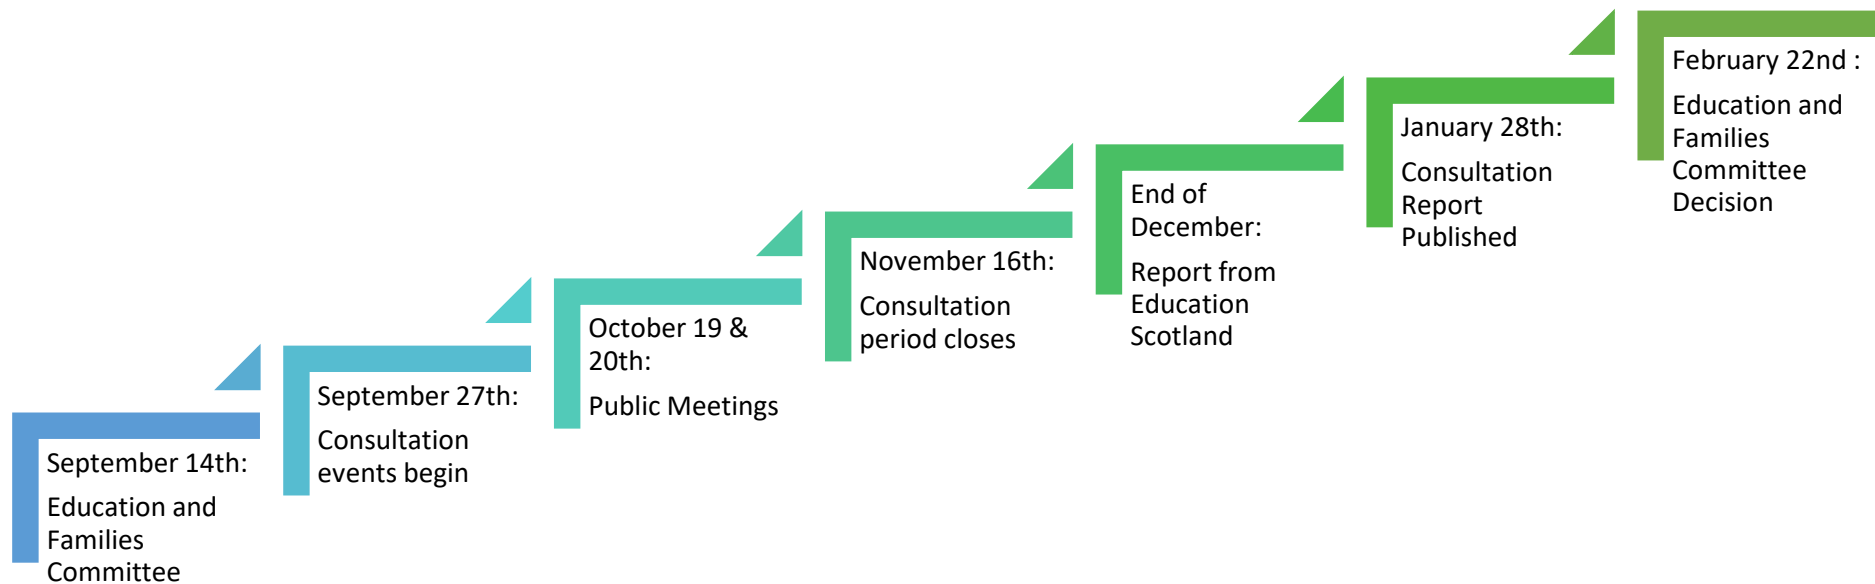 September 14th:
Education and
Families
Committee
September 27th:
Consultation
events begin
October 19 &
20th:
Public Meetings
November 16th:
Consultation
period closes
End of
December:
Report from
Education
Scotland
January 28th:
Consultation
Report
Published
February 22nd :
Education and
Families
Committee
Decision